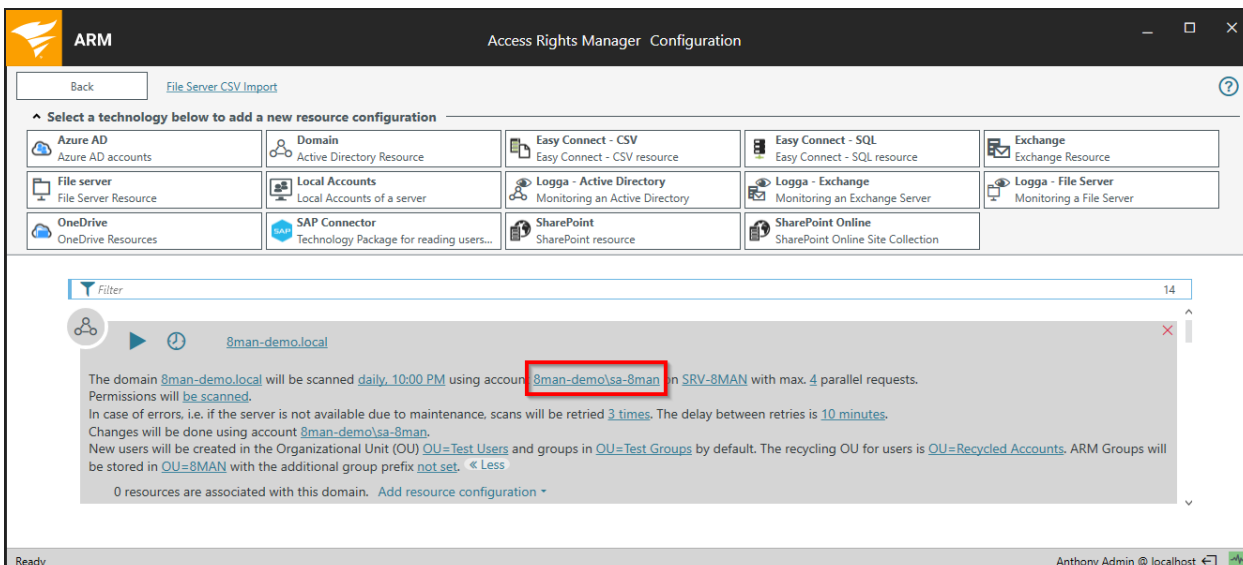 ARM
Access Rights Manager Configuration
Back
File Server CSV Import
Select a technology below to add a new resource configuration
Azure AD
Azure AD accounts
Domain
Active Directory Resource
Easy Connect - CSV
Easy Connect - CSV resource
Easy Connect - SQL
Easy Connect - SQL resource
Exchange
Exchange Resource
File server
File Server Resource
Local Accounts
Local Accounts of a server
Logga - Active Directory
Monitoring an Active Directory
Logga - Exchange
Monitoring an Exchange Server
Logga - File Server
Monitoring a File Server
OneDrive
OneDrive Resources
SAP
SAP Connector
Technology Package for reading users...
SharePoint
SharePoint resource
SharePoint Online
SharePoint Online Site Collection
Filter
14
8man-demo.local
The domain 8man-demo.local will be scanned daily, 10:00 PM using account 8man-demo\sa-8man on SRV-8MAN with max. 4 parallel requests.
Permissions will be scanned.
In case of errors, i.e. if the server is not available due to maintenance, scans will be retried 3 times. The delay between retries is 10 minutes.
Changes will be done using account 8man-demo\sa-8man.
New users will be created in the Organizational Unit (OU) OU=Test Users and groups in OU=Test Groups by default. The recycling OU for users is OU=Recycled Accounts. ARM Groups will
be stored in OU=8MAN with the additional group prefix not set. « Less
0 resources are associated with this domain. Add resource configuration
Ready
Anthony Admin @ localhost